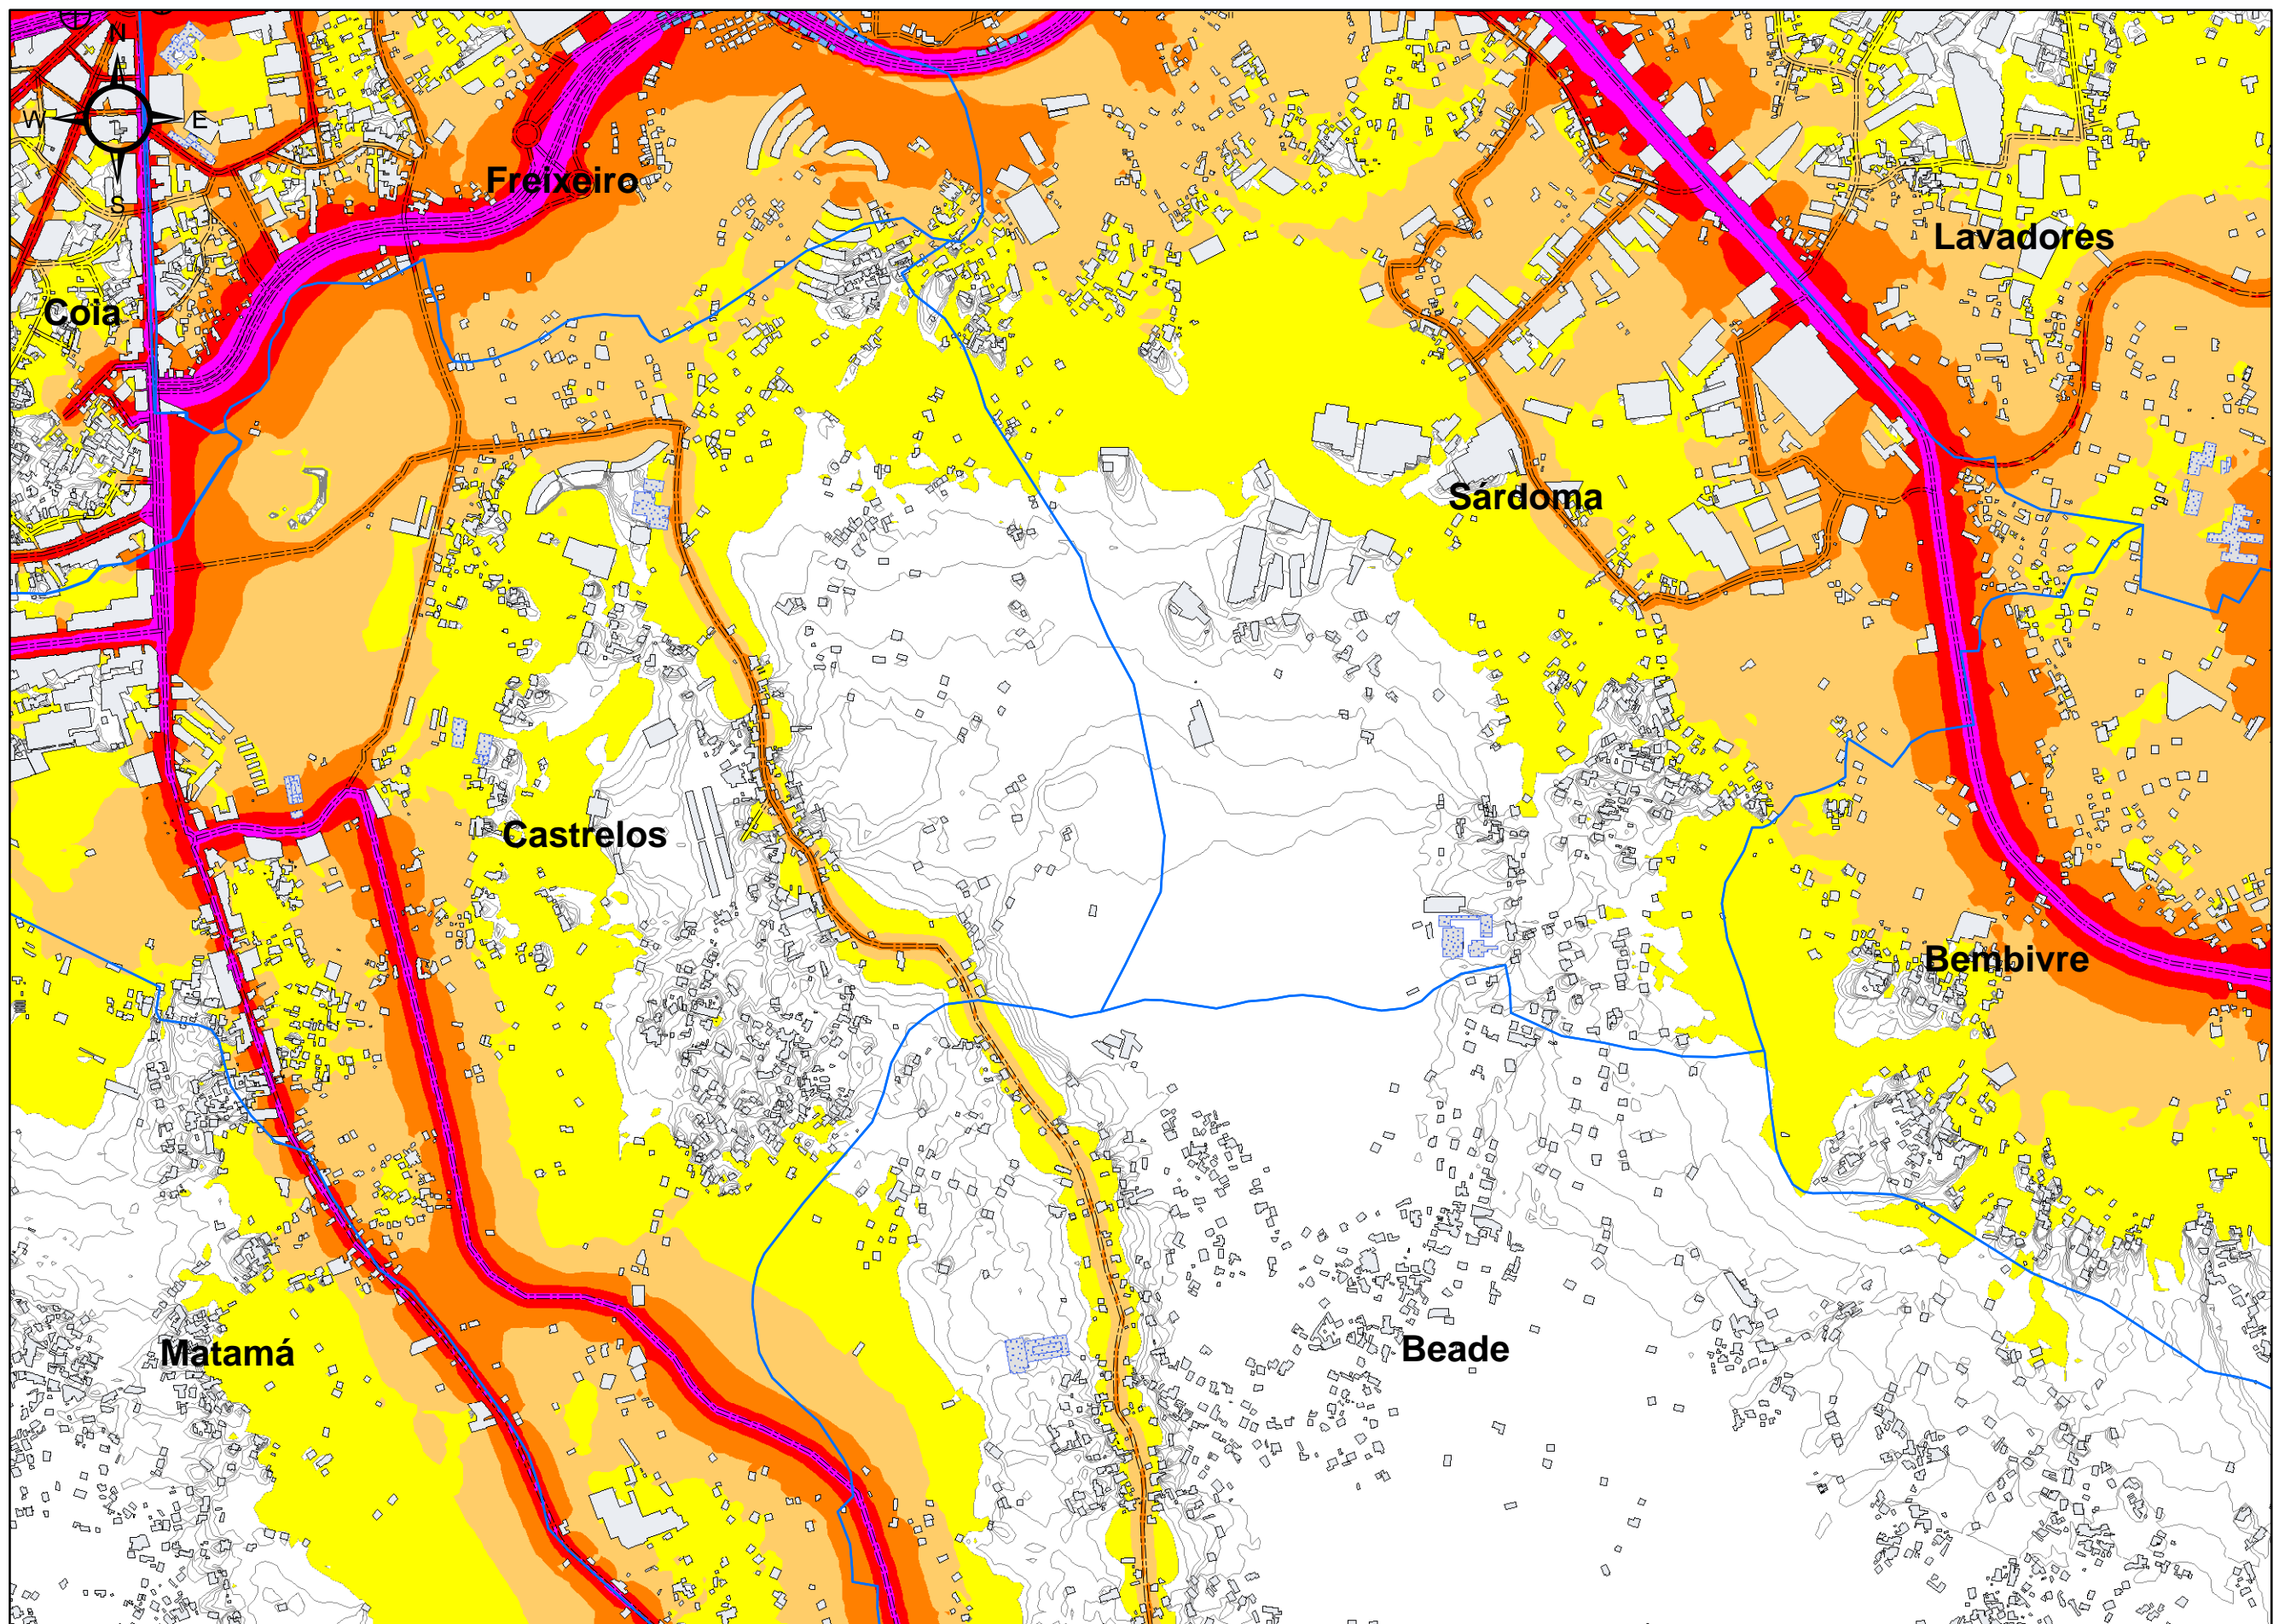 N
W E
S
Freixeiro
Lavadores
Coia
Sárdoma
Castrelos
Bembivre
Matamá
Beade